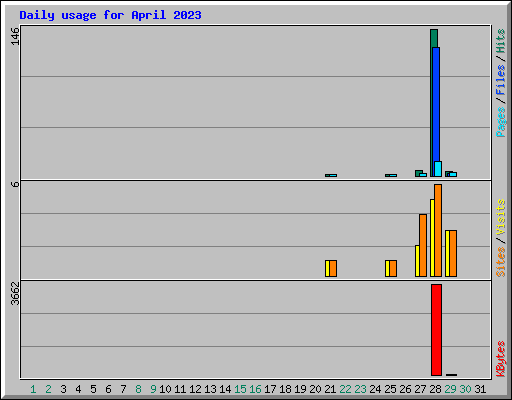 Daily usage for April 2023
146
6
3662
Pages / Files / Hits
Sites / Visits
KBytes
1 2 3 4 5 6 7 8 9 10 11 12 13 14 15 16 17 18 19 20 21 22 23 24 25 26 27 28 29 30 31